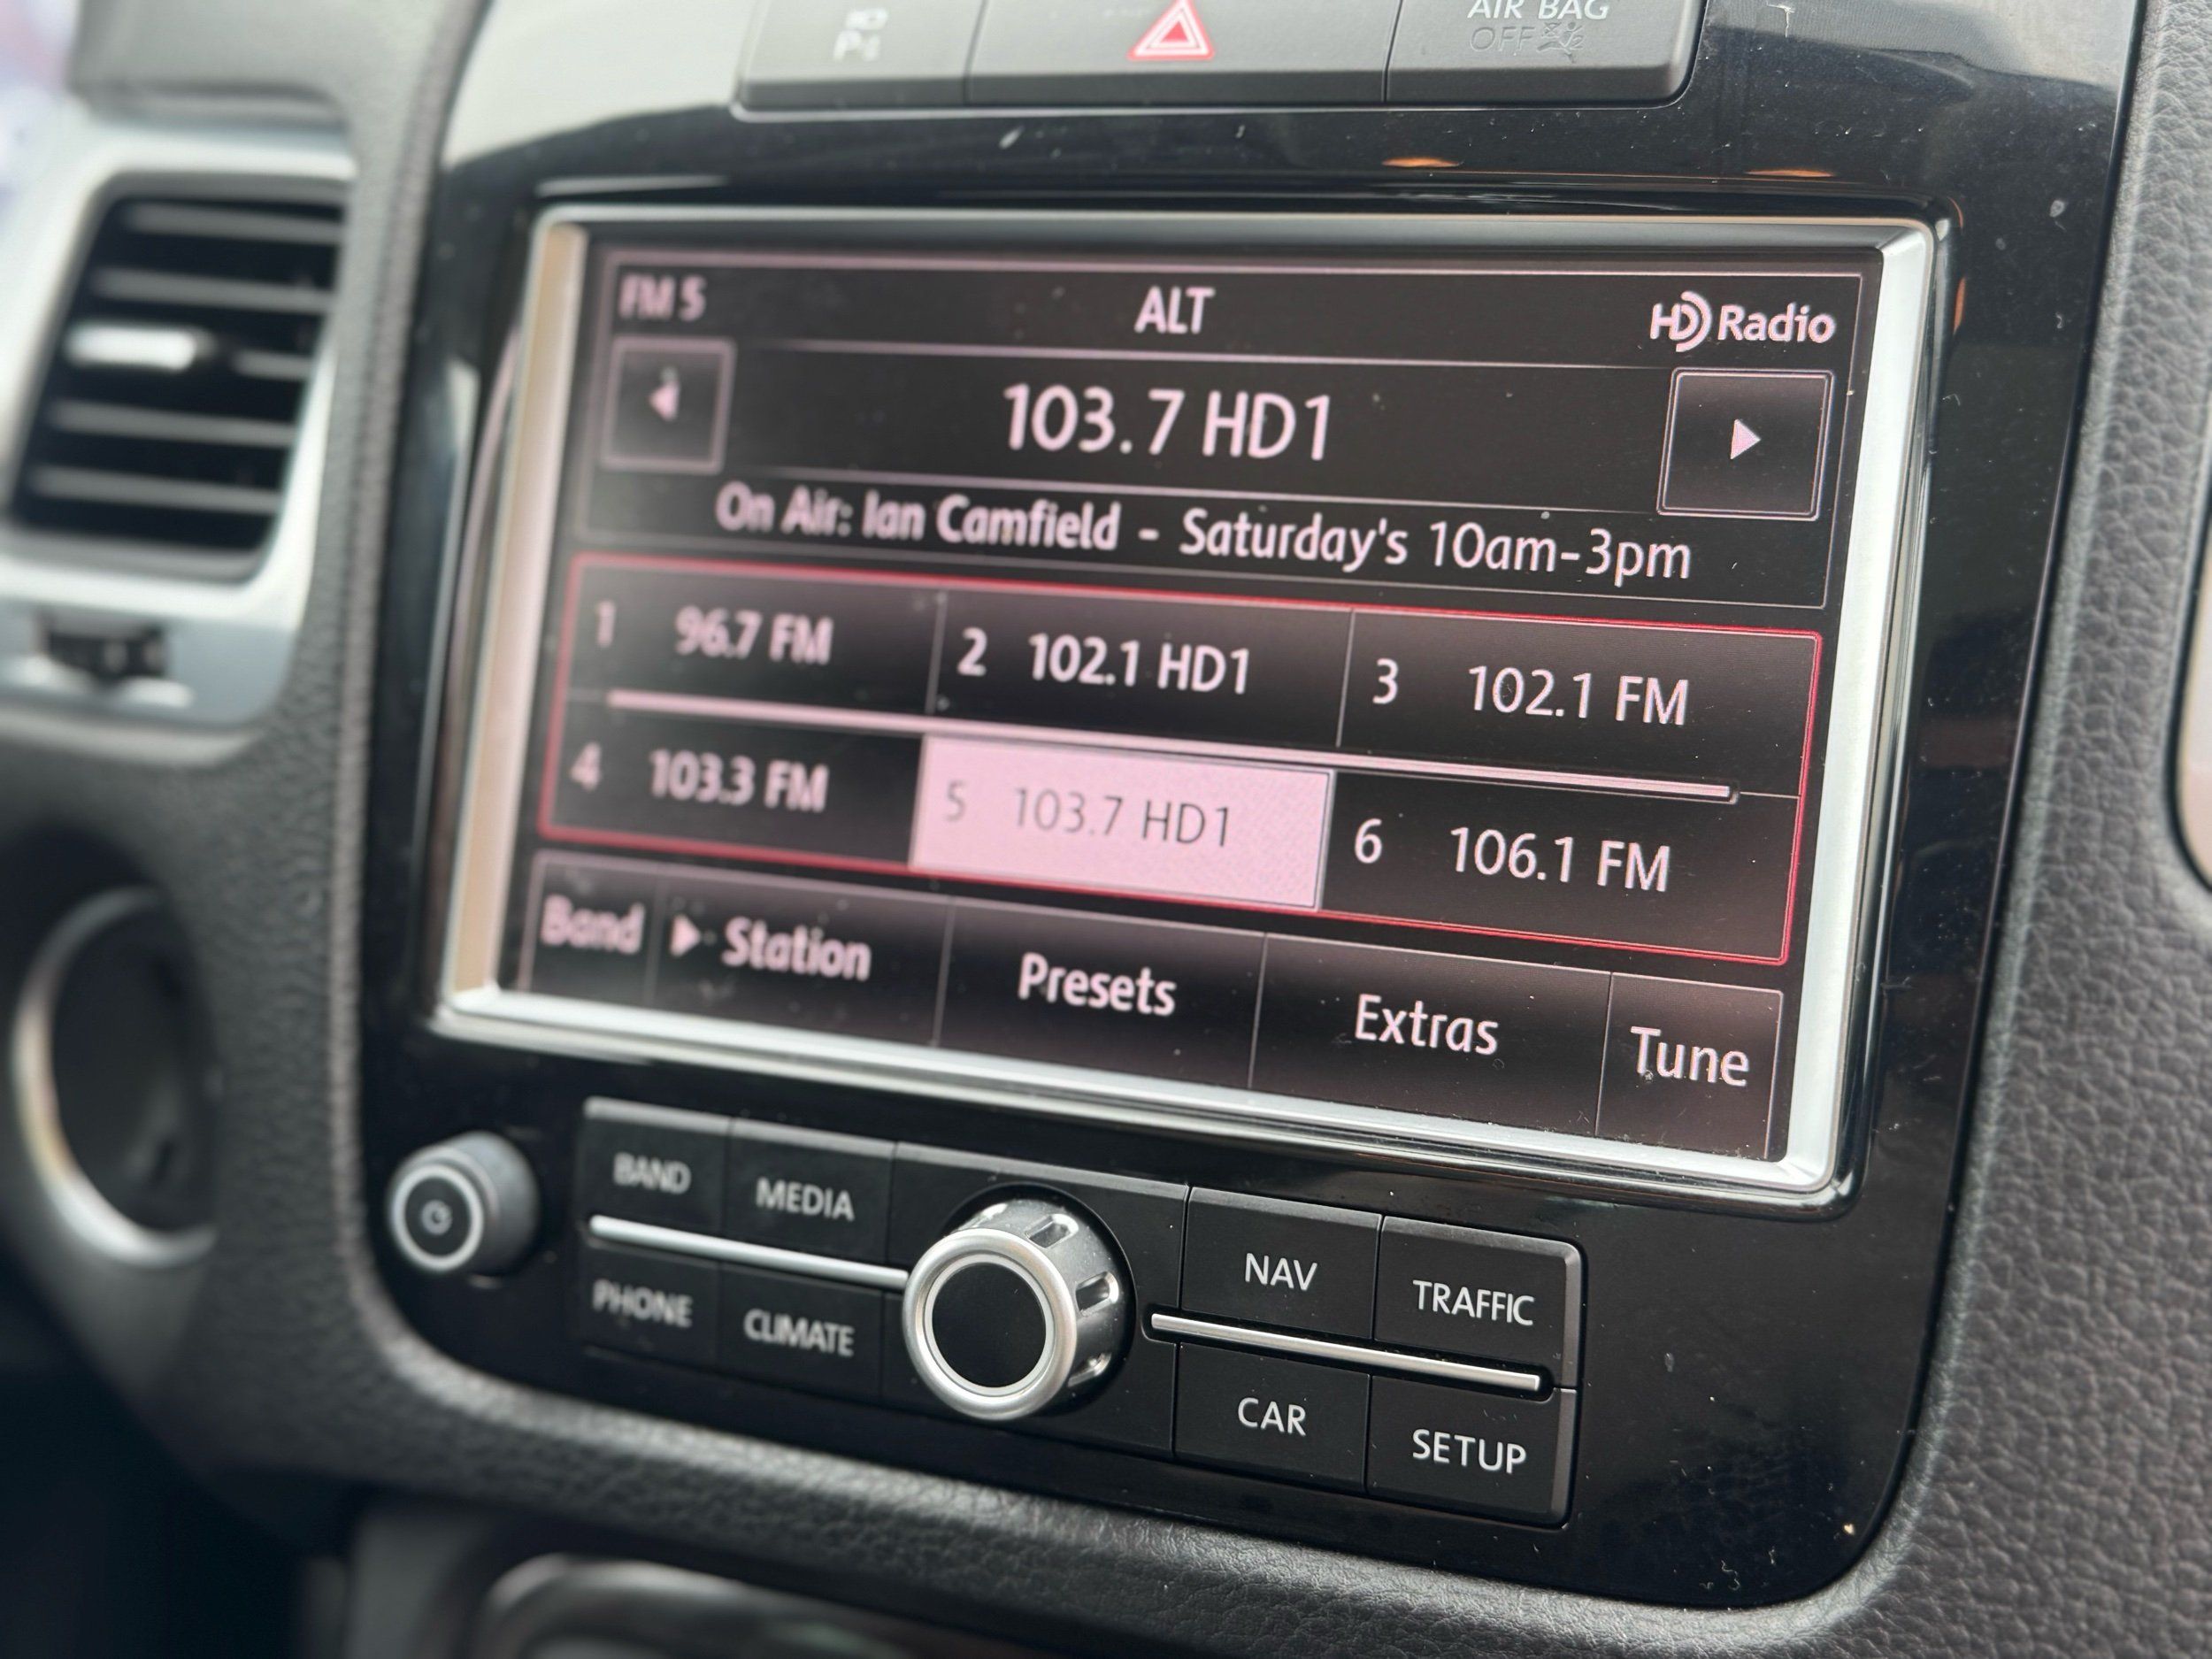 AIR BAG
OFF
FM 5
ALT
HD Radio
103.7 HD1
On Air: Ian Camfield - Saturday's 10am-3pm
1 96.7 FM
2 102.1 HD1
3 102.1 FM
4 103.3 FM
5 103.7 HD1
6 106.1 FM
Band
Station
Presets
Extras
Tune
BAND
MEDIA
NAV
TRAFFIC
PHONE
CLIMATE
CAR
SETUP